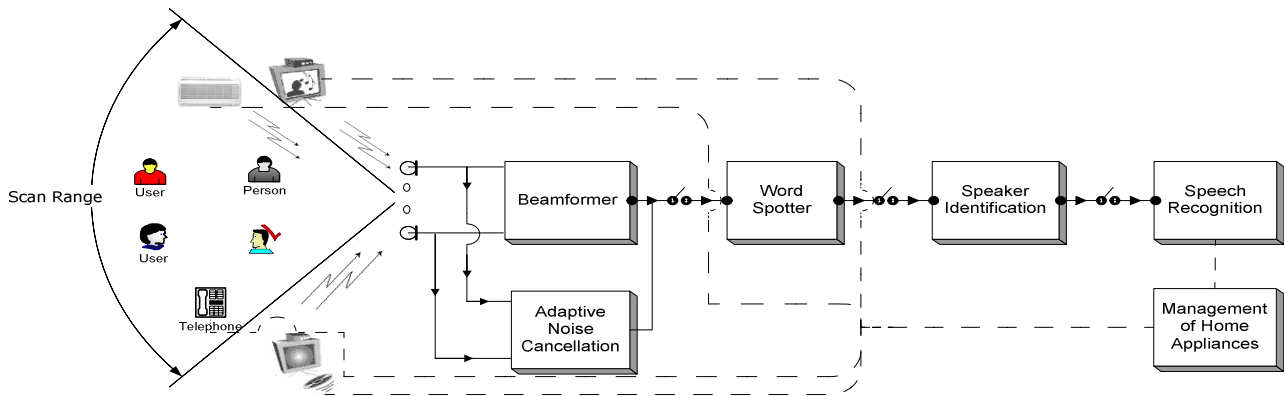 Scan Range
User
Person
User
Telephone
Beamformer
Adaptive
Noise
Cancellation
Word
Spotter
Speaker
Identification
Speech
Recognition
Management
of Home
Appliances